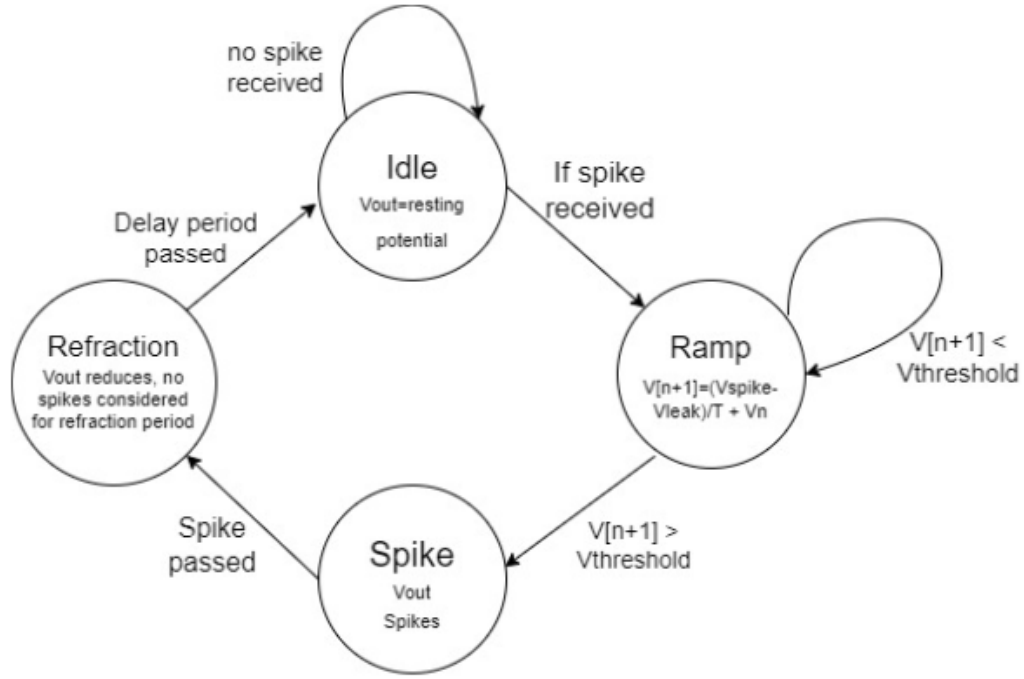 no spike
received
Idle
Vout=resting
potential
If spike
received
Delay period
passed
Refraction
Vout reduces, no
spikes considered
for refraction period
Ramp
V[n+1]=(Vspike-
Vleak)/T + Vn
V[n+1] <
Vthreshold
V[n+1] >
Vthreshold
Spike
passed
Spike
Vout
Spikes